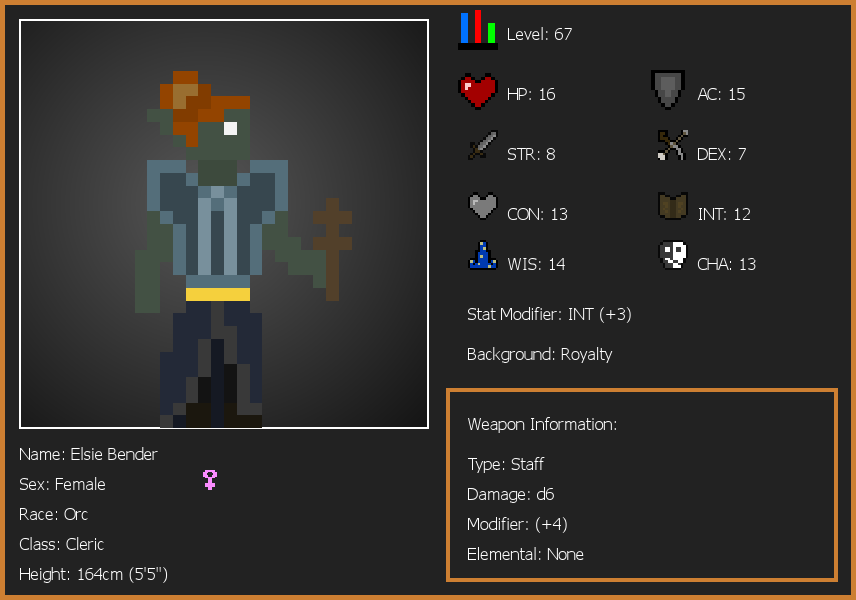 Level: 67
HP: 16
AC: 15
STR: 8
DEX: 7
CON: 13
INT: 12
WIS: 14
CHA: 13
Stat Modifier: INT (+3)
Background: Royalty
Weapon Information:
Type: Staff
Damage: d6
Modifier: (+4)
Elemental: None
Name: Elsie Bender
Sex: Female
Race: Orc
Class: Cleric
Height: 164cm (5'5")